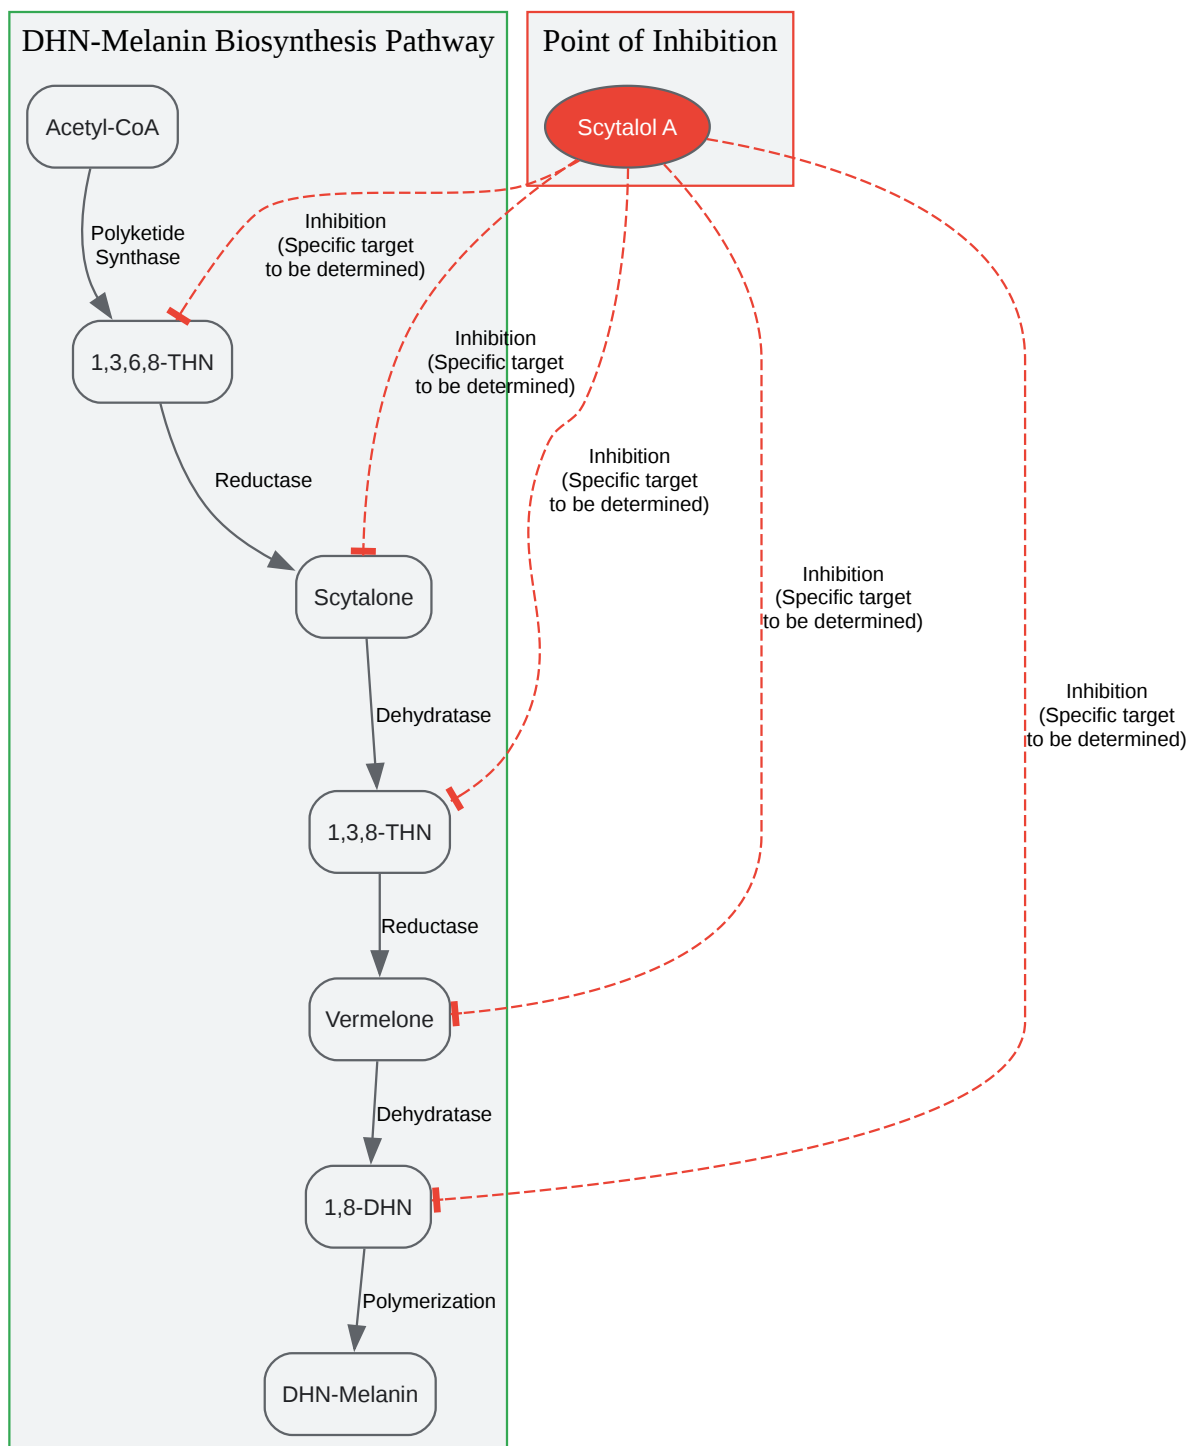 DHN-Melanin Biosynthesis Pathway
Point of Inhibition
Acetyl-CoA
Scytalol A
Polyketide
Synthase
Inhibition
(Specific target
to be determined)
1,3,6,8-THN
Inhibition
(Specific target
to be determined)
Reductase
Inhibition
(Specific target
to be determined)
Scytalone
Inhibition
(Specific target
to be determined)
Dehydratase
Inhibition
(Specific target
to be determined)
1,3,8-THN
Reductase
Vermelone
Dehydratase
1,8-DHN
Polymerization
DHN-Melanin